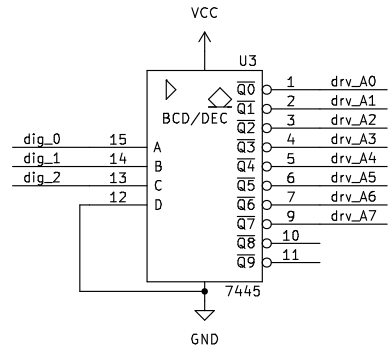 VCC
U3
BCD/DEC
dig_0 15 A
dig_1 14 B
dig_2 13 C
12 D
Q0 1 drv_A0
Q1 2 drv_A1
Q2 3 drv_A2
Q3 4 drv_A3
Q4 5 drv_A4
Q5 6 drv_A5
Q6 7 drv_A6
Q7 9 drv_A7
Q8 10
Q9 11
7445
GND